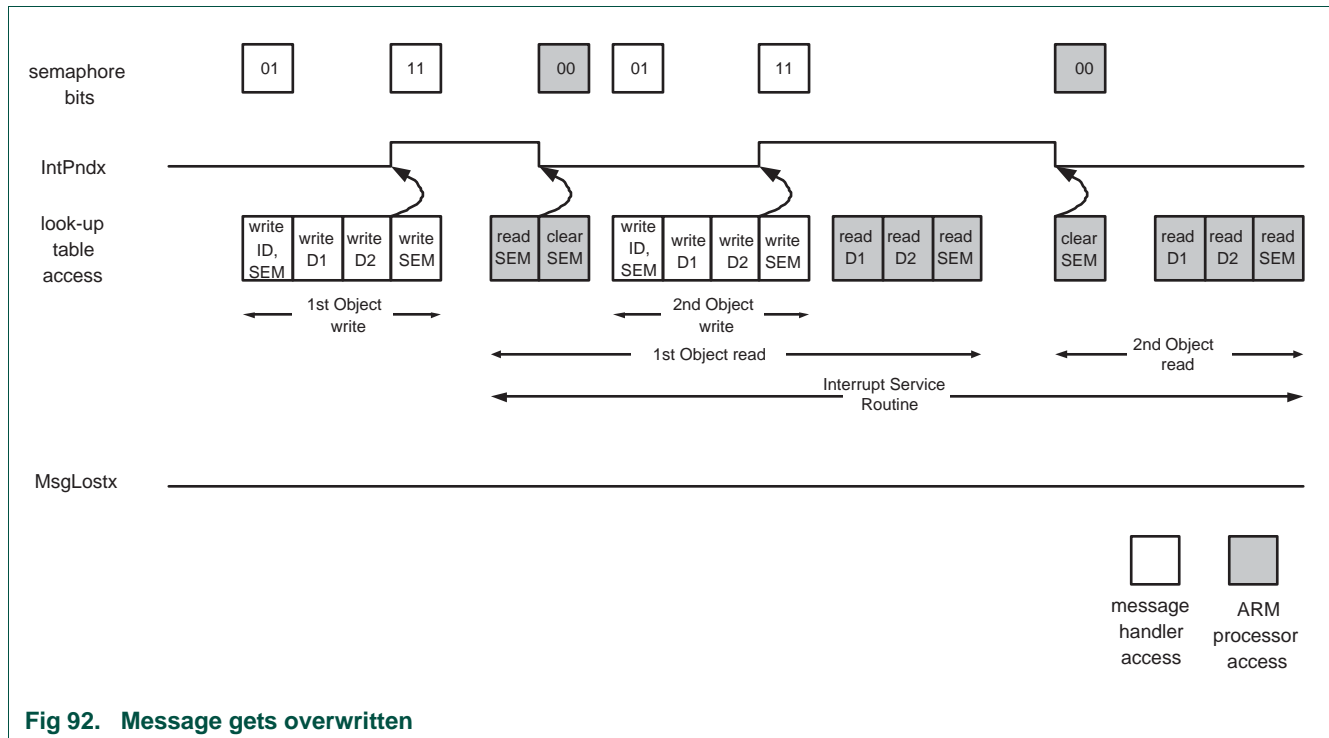 semaphore
bits
01
11
00
01
11
00
IntPndx
look-up
table
access
write
ID,
SEM
write
D1
write
D2
write
SEM
read
SEM
clear
SEM
write
ID,
SEM
write
D1
write
D2
write
SEM
read
D1
read
D2
read
SEM
clear
SEM
read
D1
read
D2
read
SEM
1st Object
write
2nd Object
write
1st Object read
2nd Object
read
Interrupt Service
Routine
MsgLostx
message
handler
access
ARM
processor
access
Fig 92. Message gets overwritten